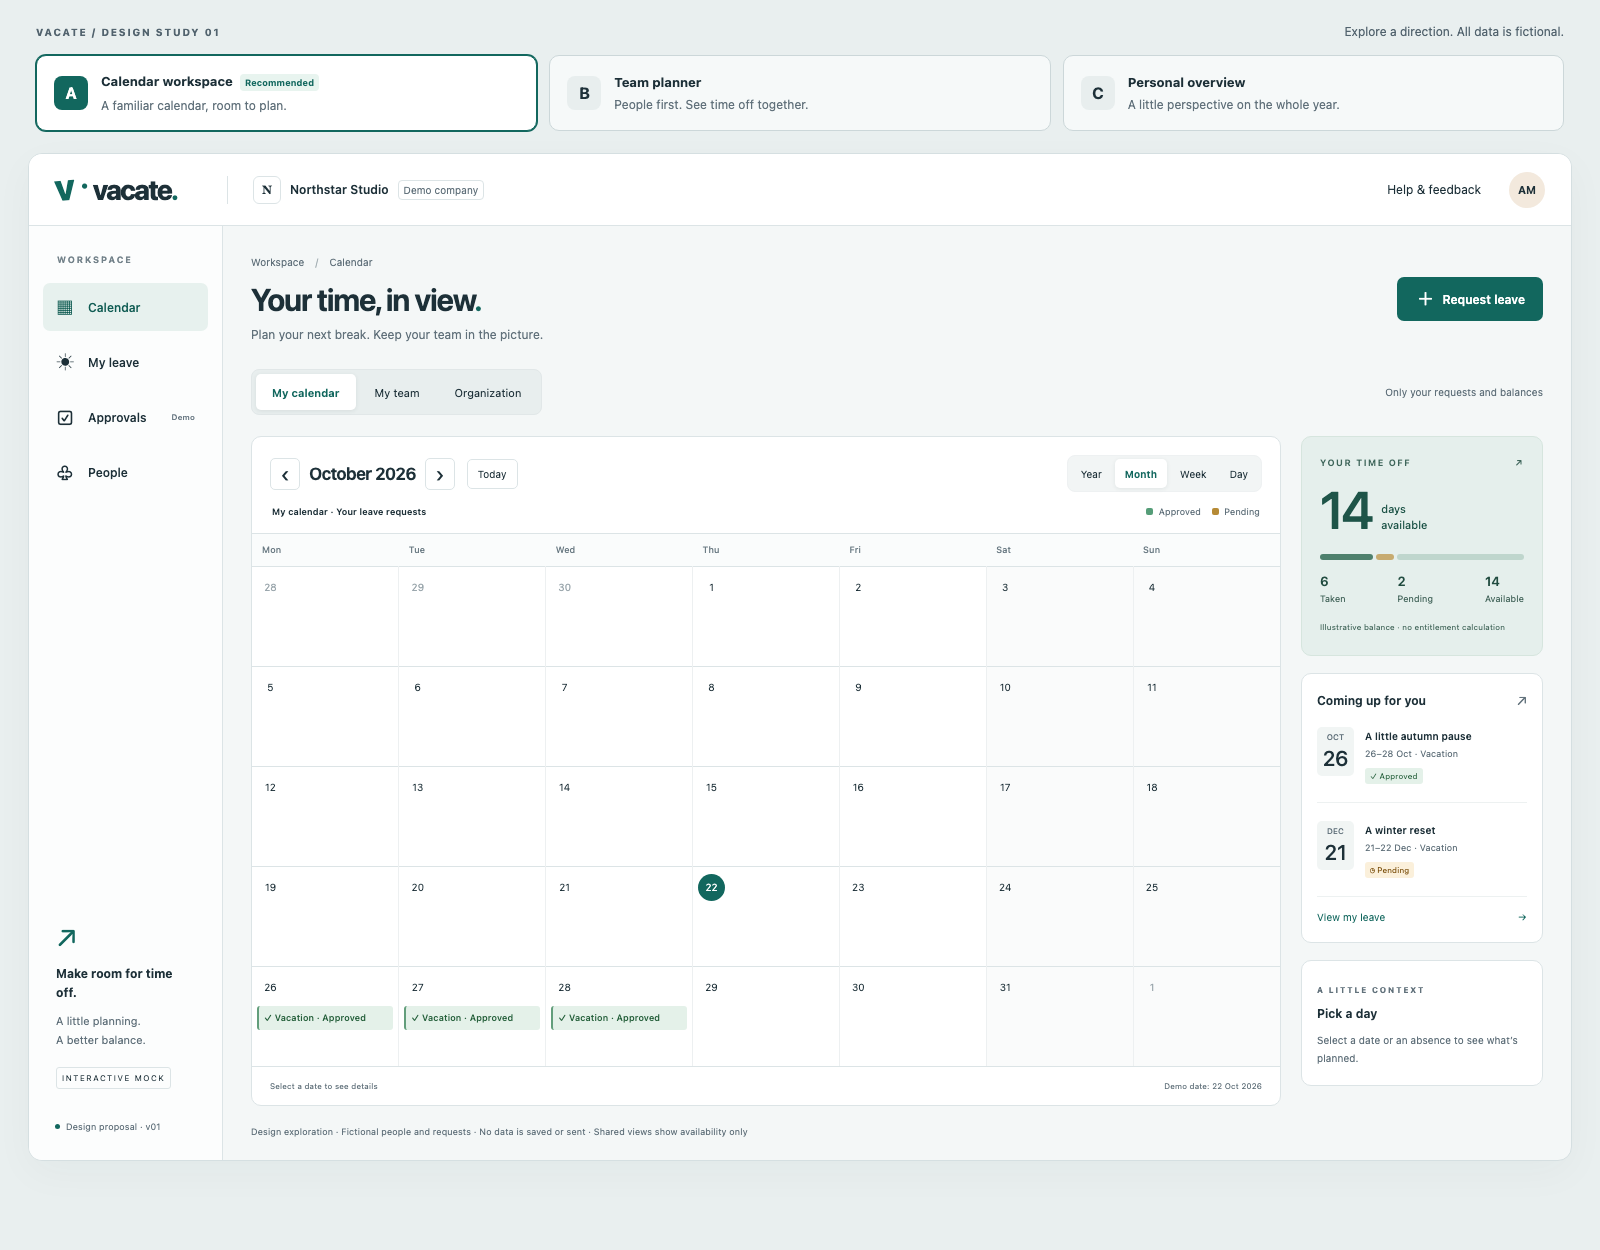 VACATE / DESIGN STUDY 01
Explore a direction. All data is fictional.
A
Calendar workspace Recommended
A familiar calendar, room to plan.
B
Team planner
People first. See time off together.
C
Personal overview
A little perspective on the whole year.
V vacate.
N Northstar Studio Demo company
Help & feedback
AM
WORKSPACE
Calendar
My leave
Approvals Demo
People
Make room for time
off.
A little planning.
A better balance.
INTERACTIVE MOCK
Design proposal · v01
Workspace / Calendar
Your time, in view.
Plan your next break. Keep your team in the picture.
+ Request leave
My calendar My team Organization
Only your requests and balances
‹ October 2026 › Today
Year Month Week Day
My calendar · Your leave requests
Approved Pending
Mon Tue Wed Thu Fri Sat Sun
28 29 30 1 2 3 4
5 6 7 8 9 10 11
12 13 14 15 16 17 18
19 20 21 22 23 24 25
26 27 28 29 30 31 1
✓ Vacation · Approved ✓ Vacation · Approved ✓ Vacation · Approved
Select a date to see details
Demo date: 22 Oct 2026
YOUR TIME OFF ↗
14 days
available
6 2 14
Taken Pending Available
Illustrative balance · no entitlement calculation
Coming up for you ↗
OCT
26
A little autumn pause
26–28 Oct · Vacation
✓ Approved
DEC
21
A winter reset
21–22 Dec · Vacation
Pending
View my leave →
A LITTLE CONTEXT
Pick a day
Select a date or an absence to see what's
planned.
Design exploration · Fictional people and requests · No data is saved or sent · Shared views show availability only